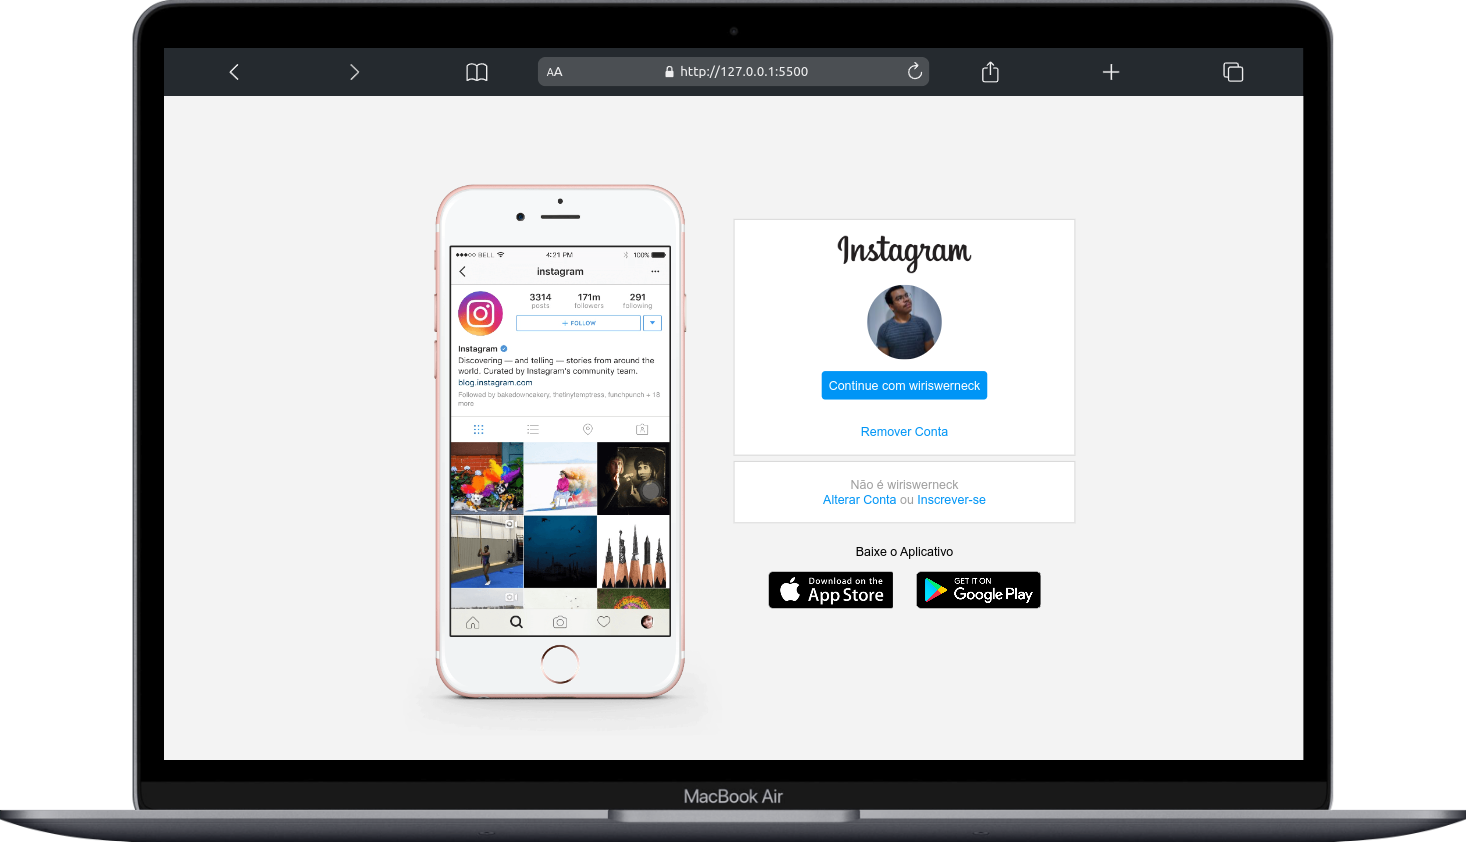 AA
http://127.0.0.1:5500
BELL
4:21 PM
100%
instagram
3314
171m
291
posts
followers
following
+ FOLLOW
Instagram
Discovering — and telling — stories from around the
world. Curated by Instagram's community team.
blog.instagram.com
Followed by bakedowncakery, thetinytemptress, funchpunch + 18
more
Instagram
Continue com wiriswerneck
Remover Conta
Não é wiriswerneck
Alterar Conta ou Inscrever-se
Baixe o Aplicativo
Download on the
App Store
GET IT ON
Google Play
MacBook Air